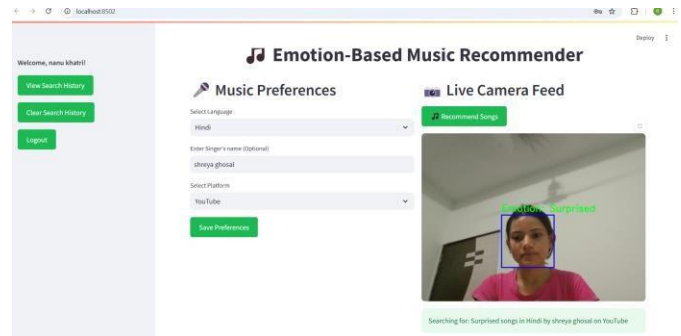 localhost:8502
Deploy
Welcome, nanu khatri!
View Search History
Clear Search History
Logout
🎵 Emotion-Based Music Recommender
🎤 Music Preferences
Select Language
Hindi
Enter Singer's name (Optional)
shreya ghosal
Select Platform
YouTube
Save Preferences
📷 Live Camera Feed
🎵 Recommend Songs
Emotion: Surprised
Searching for: Surprised songs in Hindi by shreya ghosal on YouTube